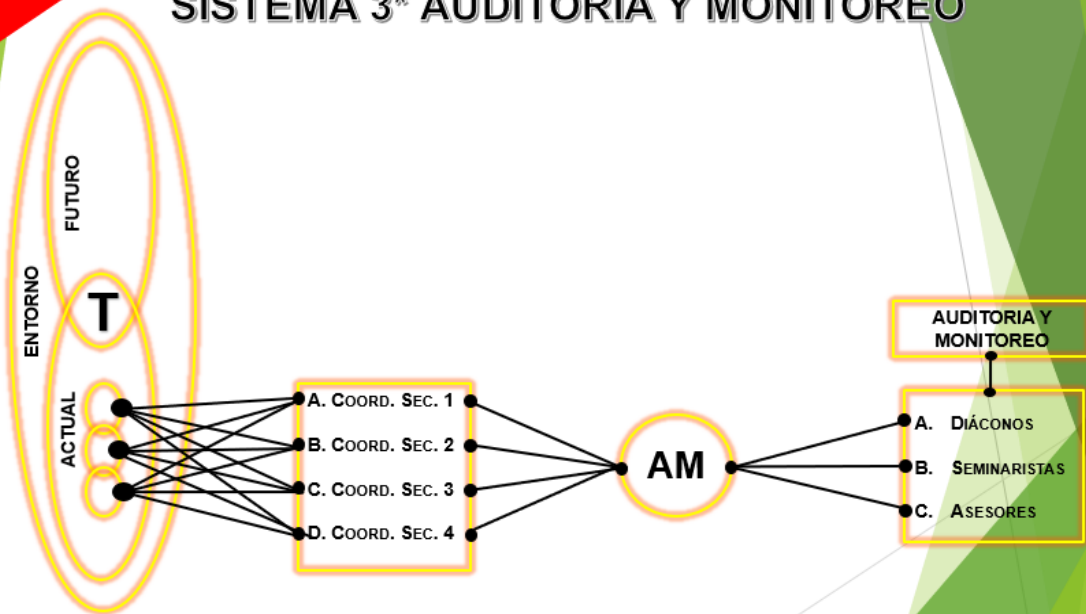 SISTEMA 3* AUDITORIA Y MONITOREO
FUTURO
ENTORNO
T
ACTUAL
A. COORD. SEC. 1
B. COORD. SEC. 2
C. COORD. SEC. 3
D. COORD. SEC. 4
AM
AUDITORIA Y
MONITOREO
A. DIÁCONOS
B. SEMINARISTAS
C. ASESORES